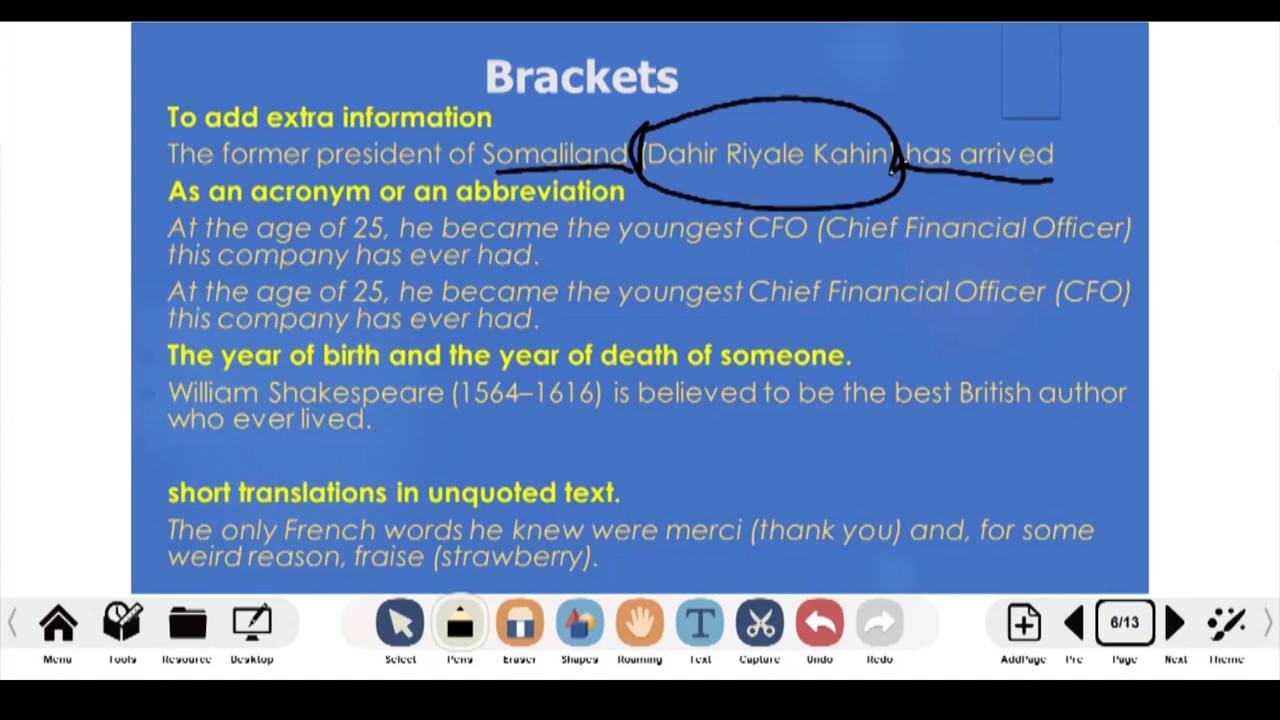 Brackets
To add extra information
The former president of Somaliland (Dahir Riyale Kahin) has arrived
As an acronym or an abbreviation
At the age of 25, he became the youngest CFO (Chief Financial Officer)
this company has ever had.
At the age of 25, he became the youngest Chief Financial Officer (CFO)
this company has ever had.
The year of birth and the year of death of someone.
William Shakespeare (1564–1616) is believed to be the best British author
who ever lived.
short translations in unquoted text.
The only French words he knew were merci (thank you) and, for some
weird reason, fraise (strawberry).
T 6/13
Menu Tools Resource Desktop Select Pens Eraser Shapes Roaming Text Capture Undo Redo AddPage Pre Page Next Theme